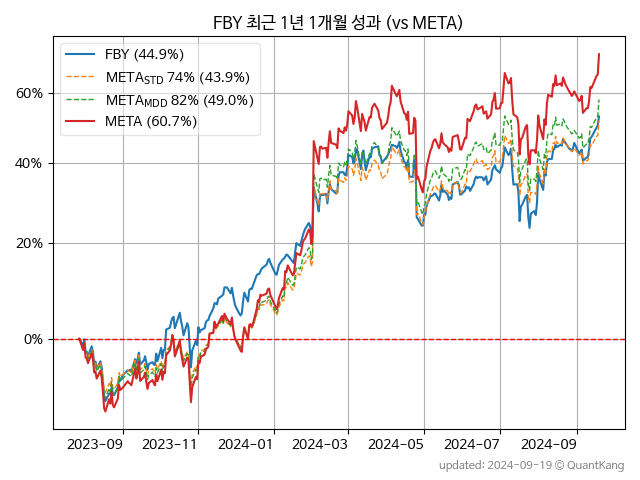 FBY 최근 1년 1개월 성과 (vs META)
FBY (44.9%)
METASTD 74% (43.9%)
METAMDD 82% (49.0%)
META (60.7%)
60%
40%
20%
0%
2023-09 2023-11 2024-01 2024-03 2024-05 2024-07 2024-09
updated: 2024-09-19 © QuantKang